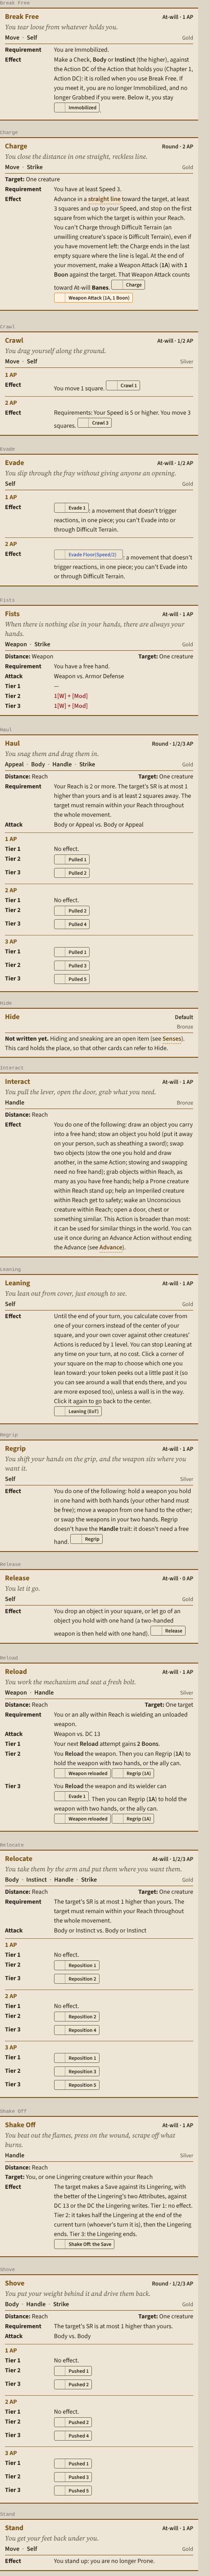 Break Free
Break Free At-will · 1 AP
You tear loose from whatever holds you.
Move · Self Gold
Requirement You are Immobilized.
Effect Make a Check, Body or Instinct (the higher), against
the Action DC of the Action that holds you (Chapter 1,
Action DC): it is rolled when you use Break Free. If
you meet it, you are no longer Immobilized, and no
longer Grabbed if you were. Below it, you stay
Immobilized
Charge
Charge Round · 2 AP
You close the distance in one straight, reckless line.
Move · Strike Gold
Target: One creature
Requirement You have at least Speed 3.
Effect Advance in a straight line toward the target, at least
3 squares and up to your Speed, and stop on the first
square from which the target is within your Reach.
You can't Charge through Difficult Terrain (an
unwilling creature's space is Difficult Terrain), even if
you have movement left: the Charge ends in the last
empty square where the line is legal. At the end of
your movement, make a Weapon Attack (1A) with 1
Boon against the target. That Weapon Attack counts
toward At-will Banes. Charge
Weapon Attack (1A, 1 Boon)
Crawl
Crawl At-will · 1/2 AP
You drag yourself along the ground.
Move · Self Silver
1 AP
Effect You move 1 square. Crawl 1
2 AP
Effect Requirements: Your Speed is 5 or higher. You move 3
squares. Crawl 3
Evade
Evade At-will · 1/2 AP
You slip through the fray without giving anyone an opening.
Self Gold
1 AP
Effect Evade 1 : a movement that doesn't trigger
reactions, in one piece; you can't Evade into or
through Difficult Terrain.
2 AP
Effect Evade Floor(Speed/2) : a movement that doesn't
trigger reactions, in one piece; you can't Evade into
or through Difficult Terrain.
Fists
Fists At-will · 1 AP
When there is nothing else in your hands, there are always your
hands.
Weapon · Strike Gold
Distance: Weapon Target: One creature
Requirement You have a free hand.
Attack Weapon vs. Armor Defense
Tier 1 —
Tier 2 1[W] + [Mod]
Tier 3 1[W] + [Mod]
Haul
Haul Round · 1/2/3 AP
You snag them and drag them in.
Appeal · Body · Handle · Strike Gold
Distance: Reach Target: One creature
Requirement Your Reach is 2 or more. The target's SR is at most 1
higher than yours and is at least 2 squares away. The
target must remain within your Reach throughout
the whole movement.
Attack Body or Appeal vs. Body or Appeal
1 AP
Tier 1 No effect.
Tier 2 Pulled 1
Tier 3 Pulled 2
2 AP
Tier 1 No effect.
Tier 2 Pulled 2
Tier 3 Pulled 4
3 AP
Tier 1 Pulled 1
Tier 2 Pulled 3
Tier 3 Pulled 5
Hide
Hide Default
Bronze
Not written yet. Hiding and sneaking are an open item (see Senses).
This card holds the place, so that other cards can refer to Hide.
Interact
Interact At-will · 1 AP
You pull the lever, open the door, grab what you need.
Handle Bronze
Distance: Reach
Effect You do one of the following: draw an object you carry
into a free hand; stow an object you hold (put it away
on your person, such as sheathing a sword); swap
two objects (stow the one you hold and draw
another, in the same Action; stowing and swapping
need no free hand); grab objects within Reach, as
many as you have free hands; help a Prone creature
within Reach stand up; help an Imperiled creature
within Reach get to safety; wake an Unconscious
creature within Reach; open a door, chest or
something similar. This Action is broader than most:
it can be used for similar things in the world. You can
use it once during an Advance Action without Ending
the Advance (see Advance).
Leaning
Leaning At-will · 1 AP
You lean out from cover, just enough to see.
Self Gold
Effect Until the end of your turn, you calculate cover from
one of your corners instead of the center of your
square, and your own cover against other creatures'
Actions is reduced by 1 level. You can stop Leaning at
any time on your turn, at no cost. Click a corner of
your square on the top to choose which one you
lean toward: your token peeks out a little past it (so
you can see around a wall that ends there, and you
are more exposed too), unless a wall is in the way.
Click it again to go back to the center.
Leaning (EoT)
Regrip
Regrip At-will · 1 AP
You shift your hands on the grip, and the weapon sits where you
want it.
Self Silver
Effect You do one of the following: hold a weapon you hold
in one hand with both hands (your other hand must
be free); move a weapon from one hand to the other;
or swap the weapons in your two hands. Regrip
doesn't have the Handle trait: it doesn't need a free
hand. Regrip
Release
Release At-will · 0 AP
You let it go.
Self Gold
Effect You drop an object in your square, or let go of an
object you hold with one hand (a two-handed
weapon is then held with one hand). Release
Reload
Reload At-will · 1 AP
You work the mechanism and seat a fresh bolt.
Weapon · Handle Silver
Distance: Reach Target: One target
Requirement You or an ally within Reach is wielding an unloaded
weapon.
Attack Weapon vs. DC 13
Tier 1 Your next Reload attempt gains 2 Boons.
Tier 2 You Reload the weapon. Then you can Regrip (1A) to
hold the weapon with two hands, or the ally can.
Weapon reloaded Regrip (1A)
Tier 3 You Reload the weapon and its wielder can
Evade 1 . Then you can Regrip (1A) to hold the
weapon with two hands, or the ally can.
Weapon reloaded Regrip (1A)
Relocate
Relocate At-will · 1/2/3 AP
You take them by the arm and put them where you want them.
Body · Instinct · Handle · Strike Gold
Distance: Reach Target: One creature
Requirement The target's SR is at most 1 higher than yours. The
target must remain within your Reach throughout
the whole movement.
Attack Body or Instinct vs. Body or Instinct
1 AP
Tier 1 No effect.
Tier 2 Reposition 1
Tier 3 Reposition 2
2 AP
Tier 1 No effect.
Tier 2 Reposition 2
Tier 3 Reposition 4
3 AP
Tier 1 Reposition 1
Tier 2 Reposition 3
Tier 3 Reposition 5
Shake Off
Shake Off At-will · 1 AP
You beat out the flames, press on the wound, scrape off what
burns.
Handle Silver
Distance: Reach
Target: You, or one Lingering creature within your Reach
Effect The target makes a Save against its Lingering, with
the better of the Lingering's two Attributes, against
DC 13 or the DC the Lingering writes. Tier 1: no effect.
Tier 2: it takes half the Lingering at the end of the
current turn (whoever's turn it is), then the Lingering
ends. Tier 3: the Lingering ends.
Shake Off: the Save
Shove
Shove Round · 1/2/3 AP
You put your weight behind it and drive them back.
Body · Handle · Strike Gold
Distance: Reach Target: One creature
Requirement The target's SR is at most 1 higher than yours.
Attack Body vs. Body
1 AP
Tier 1 No effect.
Tier 2 Pushed 1
Tier 3 Pushed 2
2 AP
Tier 1 No effect.
Tier 2 Pushed 2
Tier 3 Pushed 4
3 AP
Tier 1 Pushed 1
Tier 2 Pushed 3
Tier 3 Pushed 5
Stand
Stand At-will · 1 AP
You get your feet back under you.
Move · Self Gold
Effect You stand up: you are no longer Prone.